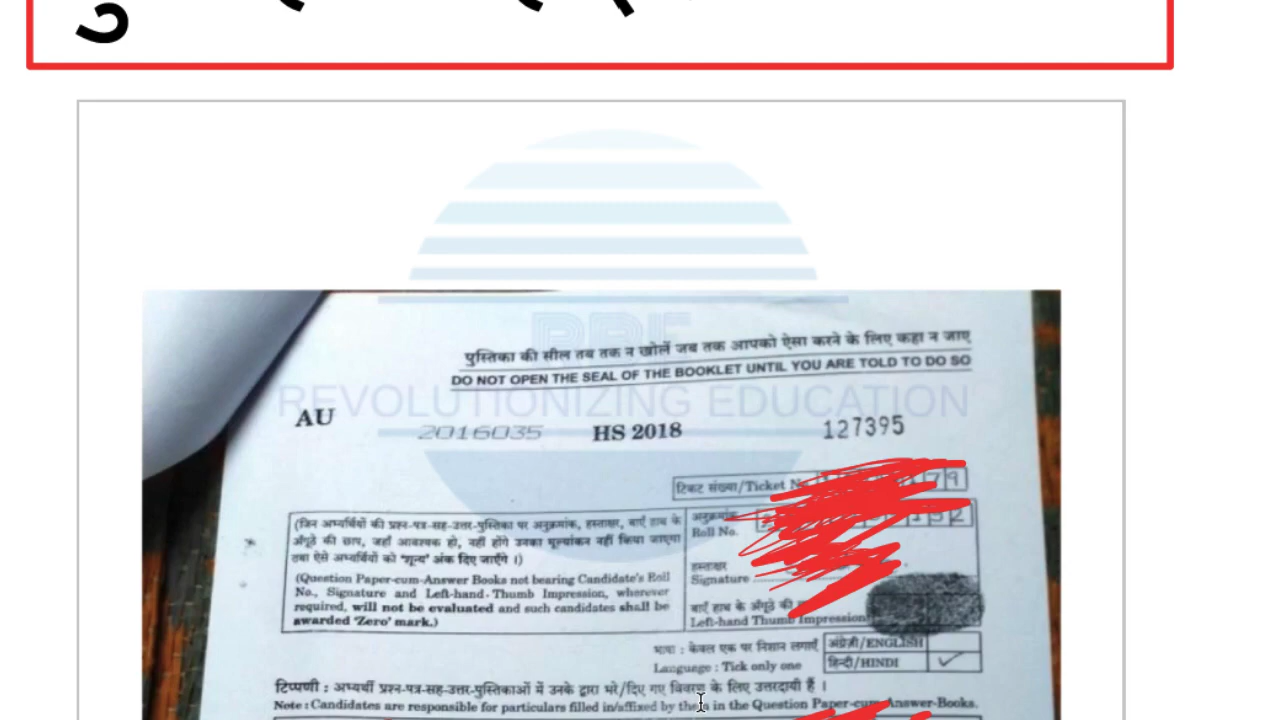 पुस्तिका की सील तब तक न खोलें जब तक आपको ऐसा करने के लिए कहा न जाए
DO NOT OPEN THE SEAL OF THE BOOKLET UNTIL YOU ARE TOLD TO DO SO
REVOLUTIONIZING EDUCATION
AU 2016035 HS 2018 127395
टिकट संख्या/Ticket 79
(जिन अभ्यर्थियों की प्रश्न-पत्र-सह-उत्तर-पुस्तिका पर अनुक्रमांक, हस्ताक्षर, बाएँ हाथ के
अँगूठे की छाप, जहाँ आवश्यक हो, नहीं होंगे उनका मूल्यांकन नहीं किया जाएगा
तथा ऐसे अभ्यर्थियों को 'शून्य' अंक दिए जाएँगे ।)
(Question Paper-cum-Answer Books not bearing Candidate's Roll
No., Signature and Left-hand Thumb Impression, wherever
required, will not be evaluated and such candidates shall be
awarded 'Zero' mark.)
अनुक्रमांक 132
Roll No.
हस्ताक्षर
Signature
बाएँ हाथ के अँगूठे की
Left-hand Thumb Impression
भाषा : केवल एक पर निशान लगाएँ
Language : Tick only one
अंग्रेज़ी/ENGLISH
हिन्दी/HINDI
टिप्पणी : अभ्यर्थी प्रश्न-पत्र-सह-उत्तर-पुस्तिकाओं में उनके द्वारा भरे/दिए गए विवरण के लिए उत्तरदायी हैं ।
Note : Candidates are responsible for particulars filled in/affixed by them in the Question Paper-cum-Answer-Books.